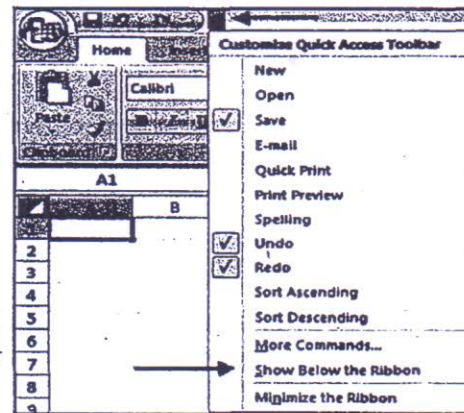 Home
Customize Quick Access Toolbar
New
Open
Save
E-mail
Quick Print
Print Preview
Spelling
Undo
Redo
Sort Ascending
Sort Descending
More Commands...
Show Below the Ribbon
Minimize the Ribbon
Paste
Calibri
A1
B
2
3
4
5
6
7
8
9